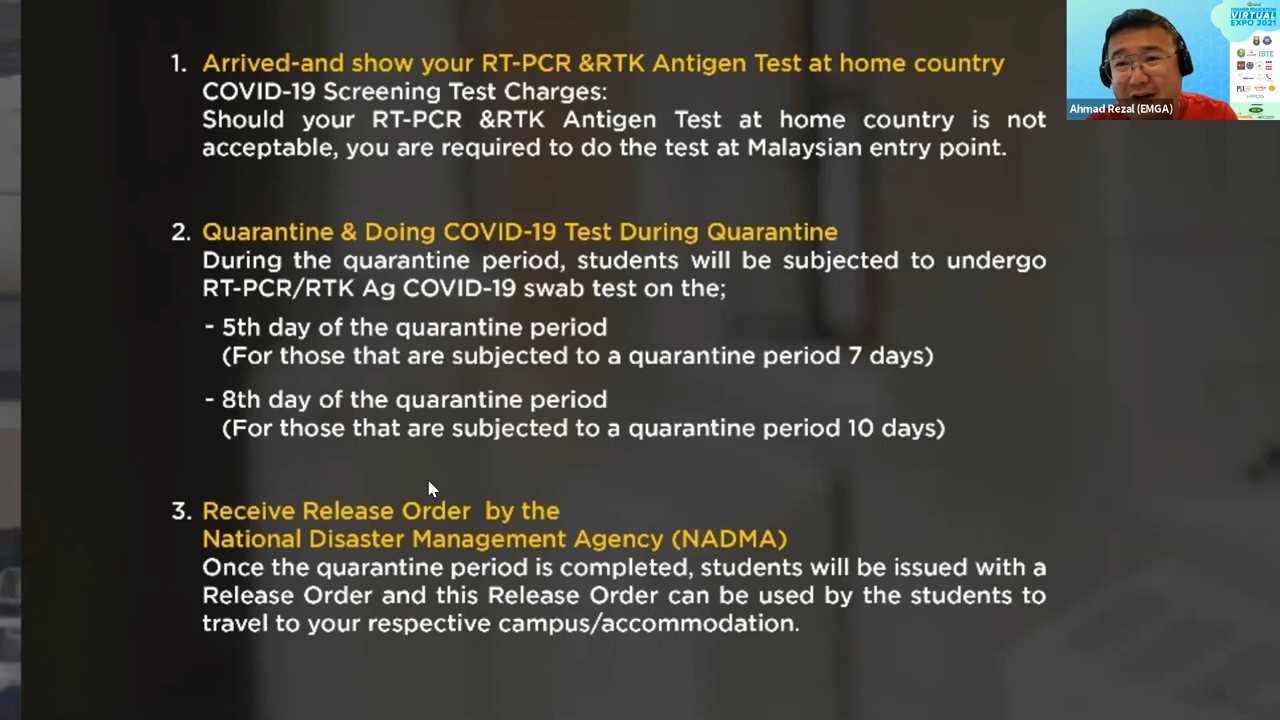 1. Arrived-and show your RT-PCR &RTK Antigen Test at home country
COVID-19 Screening Test Charges:
Should your RT-PCR &RTK Antigen Test at home country is not
acceptable, you are required to do the test at Malaysian entry point.
2. Quarantine & Doing COVID-19 Test During Quarantine
During the quarantine period, students will be subjected to undergo
RT-PCR/RTK Ag COVID-19 swab test on the;
- 5th day of the quarantine period
(For those that are subjected to a quarantine period 7 days)
- 8th day of the quarantine period
(For those that are subjected to a quarantine period 10 days)
3. Receive Release Order by the
National Disaster Management Agency (NADMA)
Once the quarantine period is completed, students will be issued with a
Release Order and this Release Order can be used by the students to
travel to your respective campus/accommodation.
Ahmad Rezal (EMGA)
HIGHER EDUCATION
VIRTUAL
EXPO 2021
IBTE